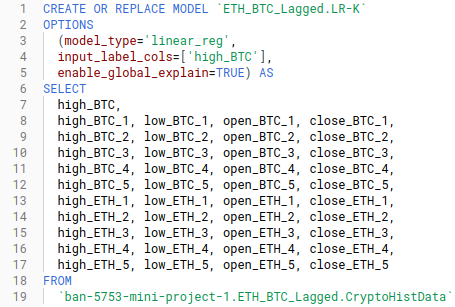 1 CREATE OR REPLACE MODEL `ETH_BTC_Lagged.LR-K`
2 OPTIONS
3 (model_type='linear_reg',
4 input_label_cols=['high_BTC'],
5 enable_global_explain=TRUE) AS
6 SELECT
7 high_BTC,
8 high_BTC_1, low_BTC_1, open_BTC_1, close_BTC_1,
9 high_BTC_2, low_BTC_2, open_BTC_2, close_BTC_2,
10 high_BTC_3, low_BTC_3, open_BTC_3, close_BTC_3,
11 high_BTC_4, low_BTC_4, open_BTC_4, close_BTC_4,
12 high_BTC_5, low_BTC_5, open_BTC_5, close_BTC_5,
13 high_ETH_1, low_ETH_1, open_ETH_1, close_ETH_1,
14 high_ETH_2, low_ETH_2, open_ETH_2, close_ETH_2,
15 high_ETH_3, low_ETH_3, open_ETH_3, close_ETH_3,
16 high_ETH_4, low_ETH_4, open_ETH_4, close_ETH_4,
17 high_ETH_5, low_ETH_5, open_ETH_5, close_ETH_5
18 FROM
19 `ban-5753-mini-project-1.ETH_BTC_Lagged.CryptoHistData`